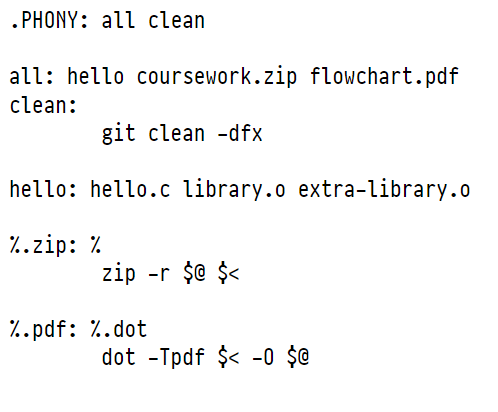 .PHONY: all clean
all: hello coursework.zip flowchart.pdf
clean:
git clean -dfx
hello: hello.c library.o extra-library.o
%.zip: %
zip -r $@ $<
%.pdf: %.dot
dot -Tpdf $< -O $@